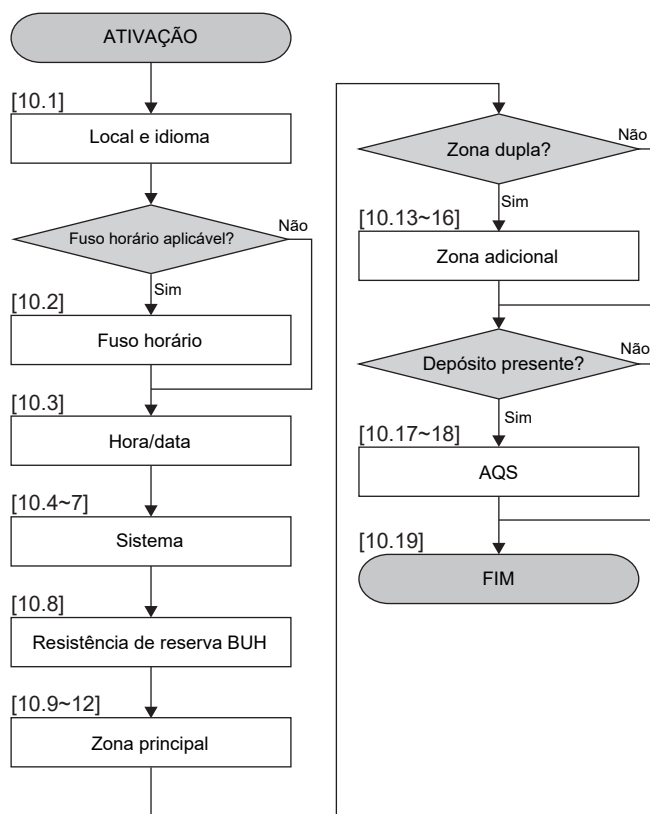 ATIVAÇÃO
[10.1]
Local e idioma
Fuso horário aplicável?
Não
Sim
[10.2]
Fuso horário
[10.3]
Hora/data
[10.4~7]
Sistema
[10.8]
Resistência de reserva BUH
[10.9~12]
Zona principal
Zona dupla?
Não
Sim
[10.13~16]
Zona adicional
Depósito presente?
Não
Sim
[10.17~18]
AQS
[10.19]
FIM